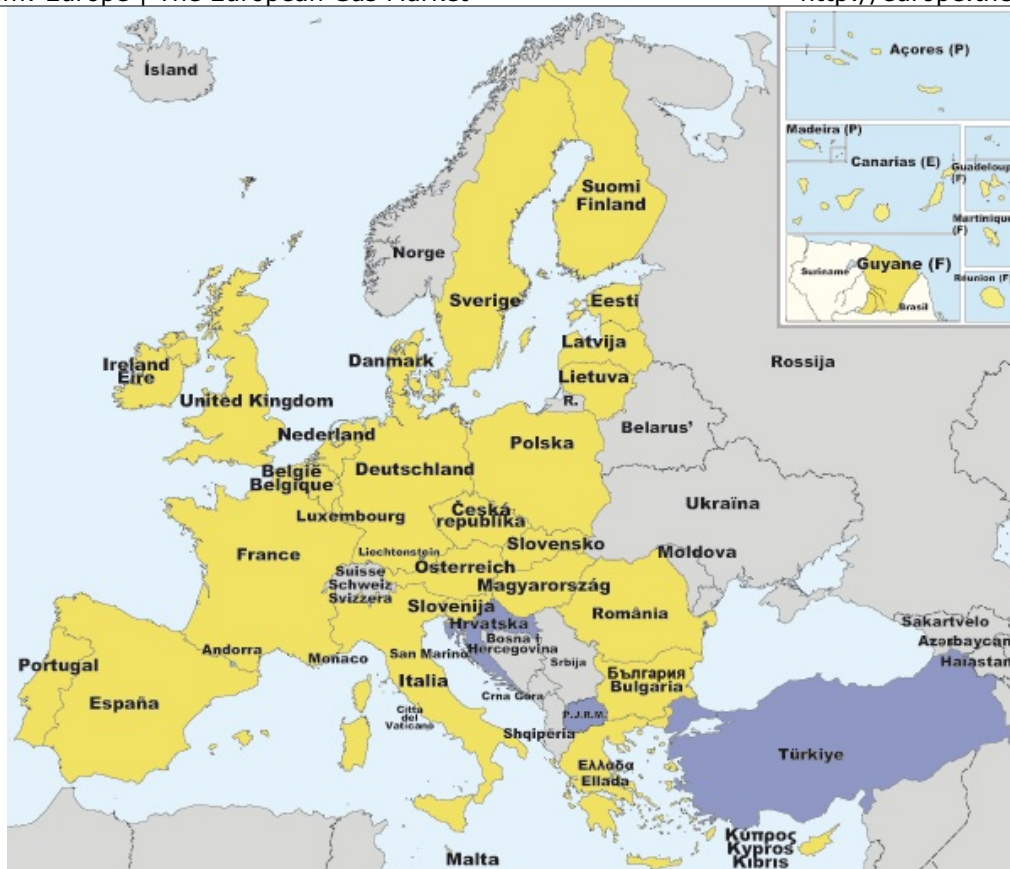 Europe | The European Gas Market
Ísland
Açores (P)
Madeira (P)
Canarias (E)
Guadeloup
(F)
Martinique
(F)
Guyane (F)
Suriname
Brasil
Réunion (F)
Suomi
Finland
Norge
Sverige
Eesti
Latvija
Lietuva
R.
Danmark
Rossija
Ireland
Éire
United Kingdom
Nederland
België
Belgique
Deutschland
Polska
Belarus'
Ukraïna
Luxembourg
Česká
republika
Slovensko
Moldova
France
Liechtenstein
Österreich
Suisse
Schweiz
Svizzera
Magyarország
Slovenija
Hrvatska
România
Bosna i
Hercegovina
Srbija
Sakartvelo
Azərbaycan
Haiastan
Andorra
Monaco
San Marino
Portugal
España
Italia
Crna Gora
България
Bulgaria
Città
del
Vaticano
P.J.R.M.
Shqipëria
Türkiye
Ελλάδα
Ellada
Malta
Κύπρος
Kypros
Kıbrıs